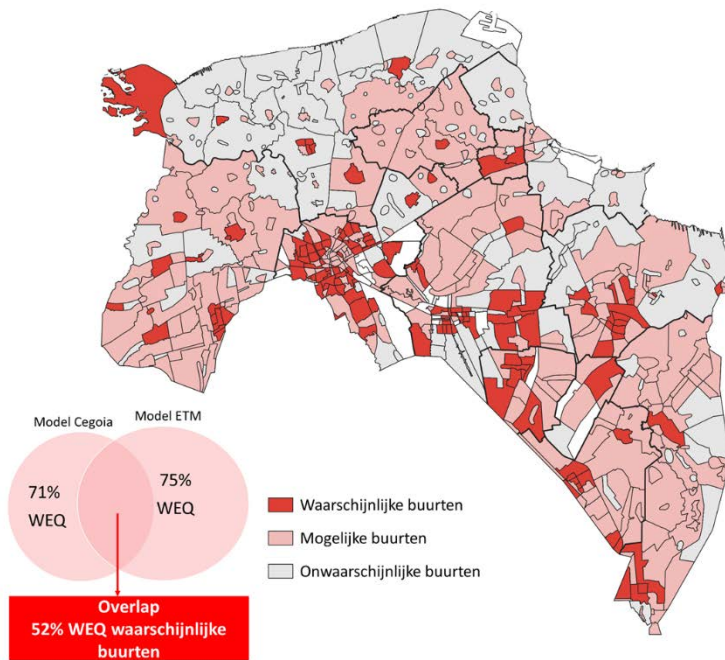 Model Cegoia
Model ETM
71%
WEQ
75%
WEQ
Overlap
52% WEQ waarschijnlijke
buurten
Waarschijnlijke buurten
Mogelijke buurten
Onwaarschijnlijke buurten